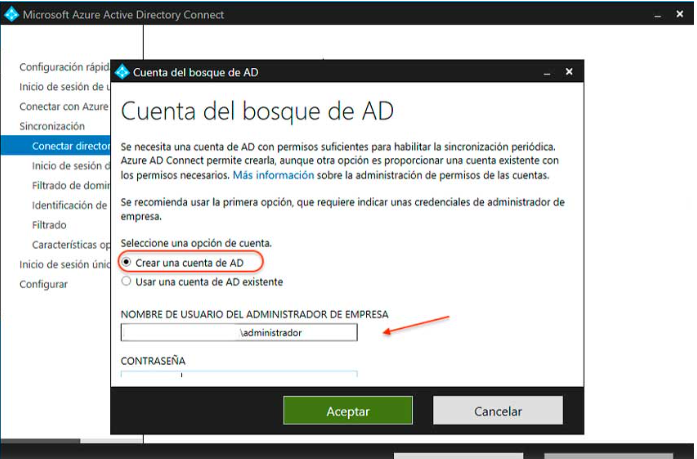 Microsoft Azure Active Directory Connect
Configuración rápid
Inicio de sesión de u
Conectar con Azure
Sincronización
Conectar director
Inicio de sesión d
Filtrado de domin
Identificación de
Filtrado
Características op
Inicio de sesión únic
Configurar
Cuenta del bosque de AD
Cuenta del bosque de AD
Se necesita una cuenta de AD con permisos suficientes para habilitar la sincronización periódica.
Azure AD Connect permite crearla, aunque otra opción es proporcionar una cuenta existente con
los permisos necesarios. Más información sobre la administración de permisos de las cuentas.
Se recomienda usar la primera opción, que requiere indicar unas credenciales de administrador de
empresa.
Seleccione una opción de cuenta.
Crear una cuenta de AD
Usar una cuenta de AD existente
NOMBRE DE USUARIO DEL ADMINISTRADOR DE EMPRESA
\administrador
CONTRASEÑA
Aceptar
Cancelar